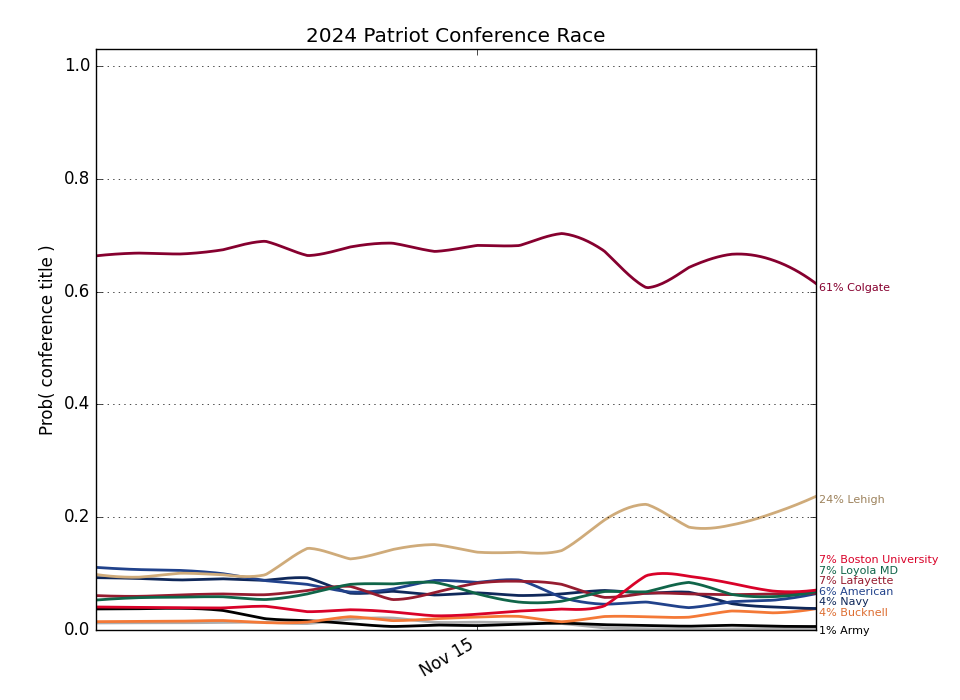 2024 Patriot Conference Race
Prob( conference title )
1.0
0.8
0.6
0.4
0.2
0.0
Nov 15
61% Colgate
24% Lehigh
7% Boston University
7% Loyola MD
7% Lafayette
6% American
4% Navy
4% Bucknell
1% Army